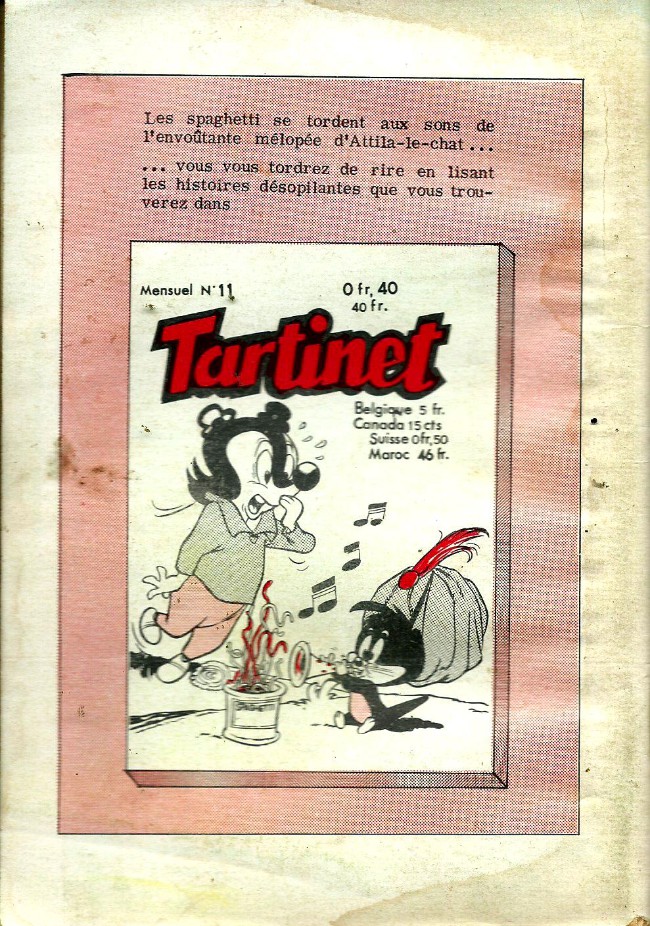 Les spaghetti se tordent aux sons de
l'envoûtante mélopée d'Attila-le-chat...
... vous vous tordrez de rire en lisant
les histoires désopilantes que vous trou-
verez dans
Mensuel N°11
0 fr, 40
40 fr.
Tartinet
Belgique 5 fr.
Canada 15 cts
Suisse 0fr,50
Maroc 46 fr.